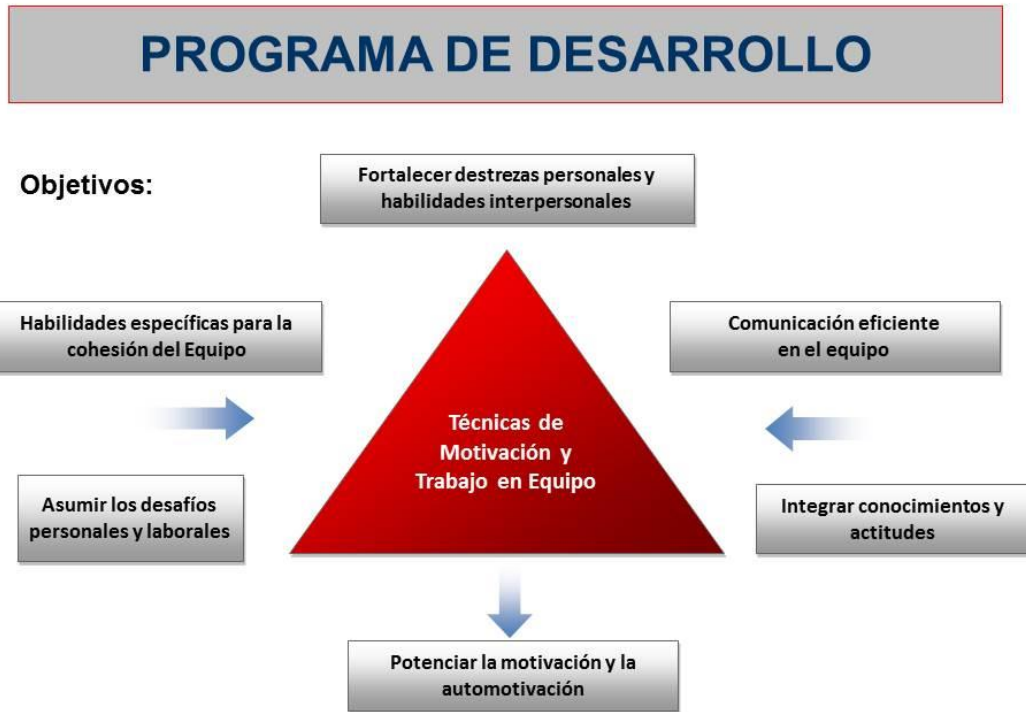 PROGRAMA DE DESARROLLO
Objetivos:
Fortalecer destrezas personales y
habilidades interpersonales
Habilidades específicas para la
cohesión del Equipo
Comunicación eficiente
en el equipo
Técnicas de
Motivación y
Trabajo en Equipo
Asumir los desafíos
personales y laborales
Integrar conocimientos y
actitudes
Potenciar la motivación y la
automotivación